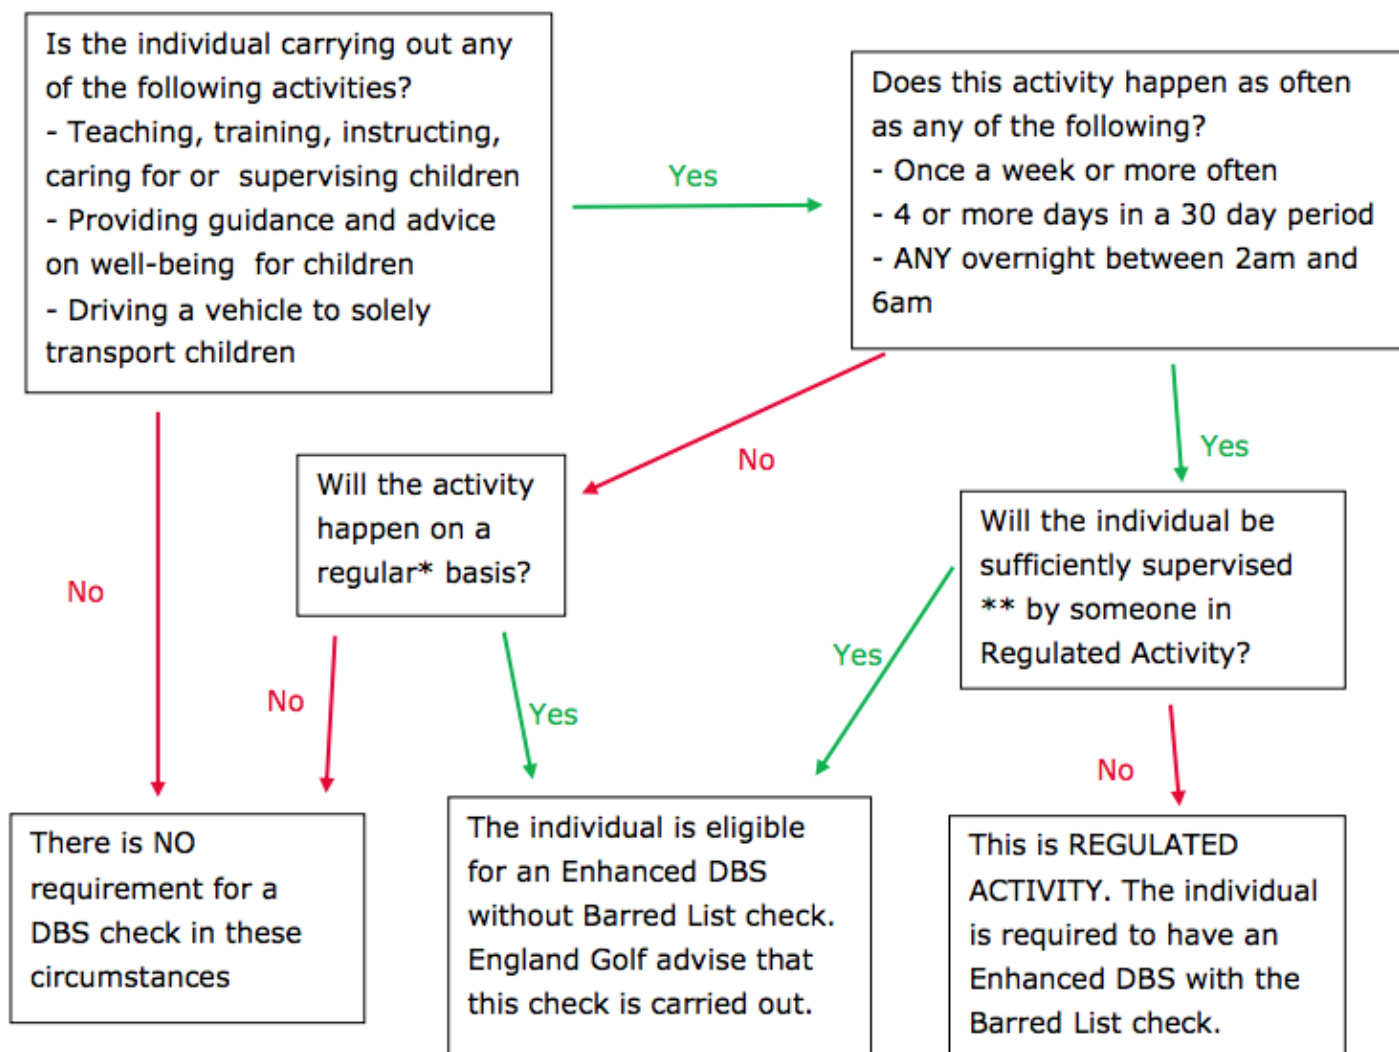 Is the individual carrying out any
of the following activities?
- Teaching, training, instructing,
caring for or supervising children
- Providing guidance and advice
on well-being for children
- Driving a vehicle to solely
transport children
Yes
Does this activity happen as often
as any of the following?
- Once a week or more often
- 4 or more days in a 30 day period
- ANY overnight between 2am and
6am
No
Yes
Will the activity
happen on a
regular* basis?
Will the individual be
sufficiently supervised
** by someone in
Regulated Activity?
No
No
Yes
Yes
No
There is NO
requirement for a
DBS check in these
circumstances
The individual is eligible
for an Enhanced DBS
without Barred List check.
England Golf advise that
this check is carried out.
This is REGULATED
ACTIVITY. The individual
is required to have an
Enhanced DBS with the
Barred List check.